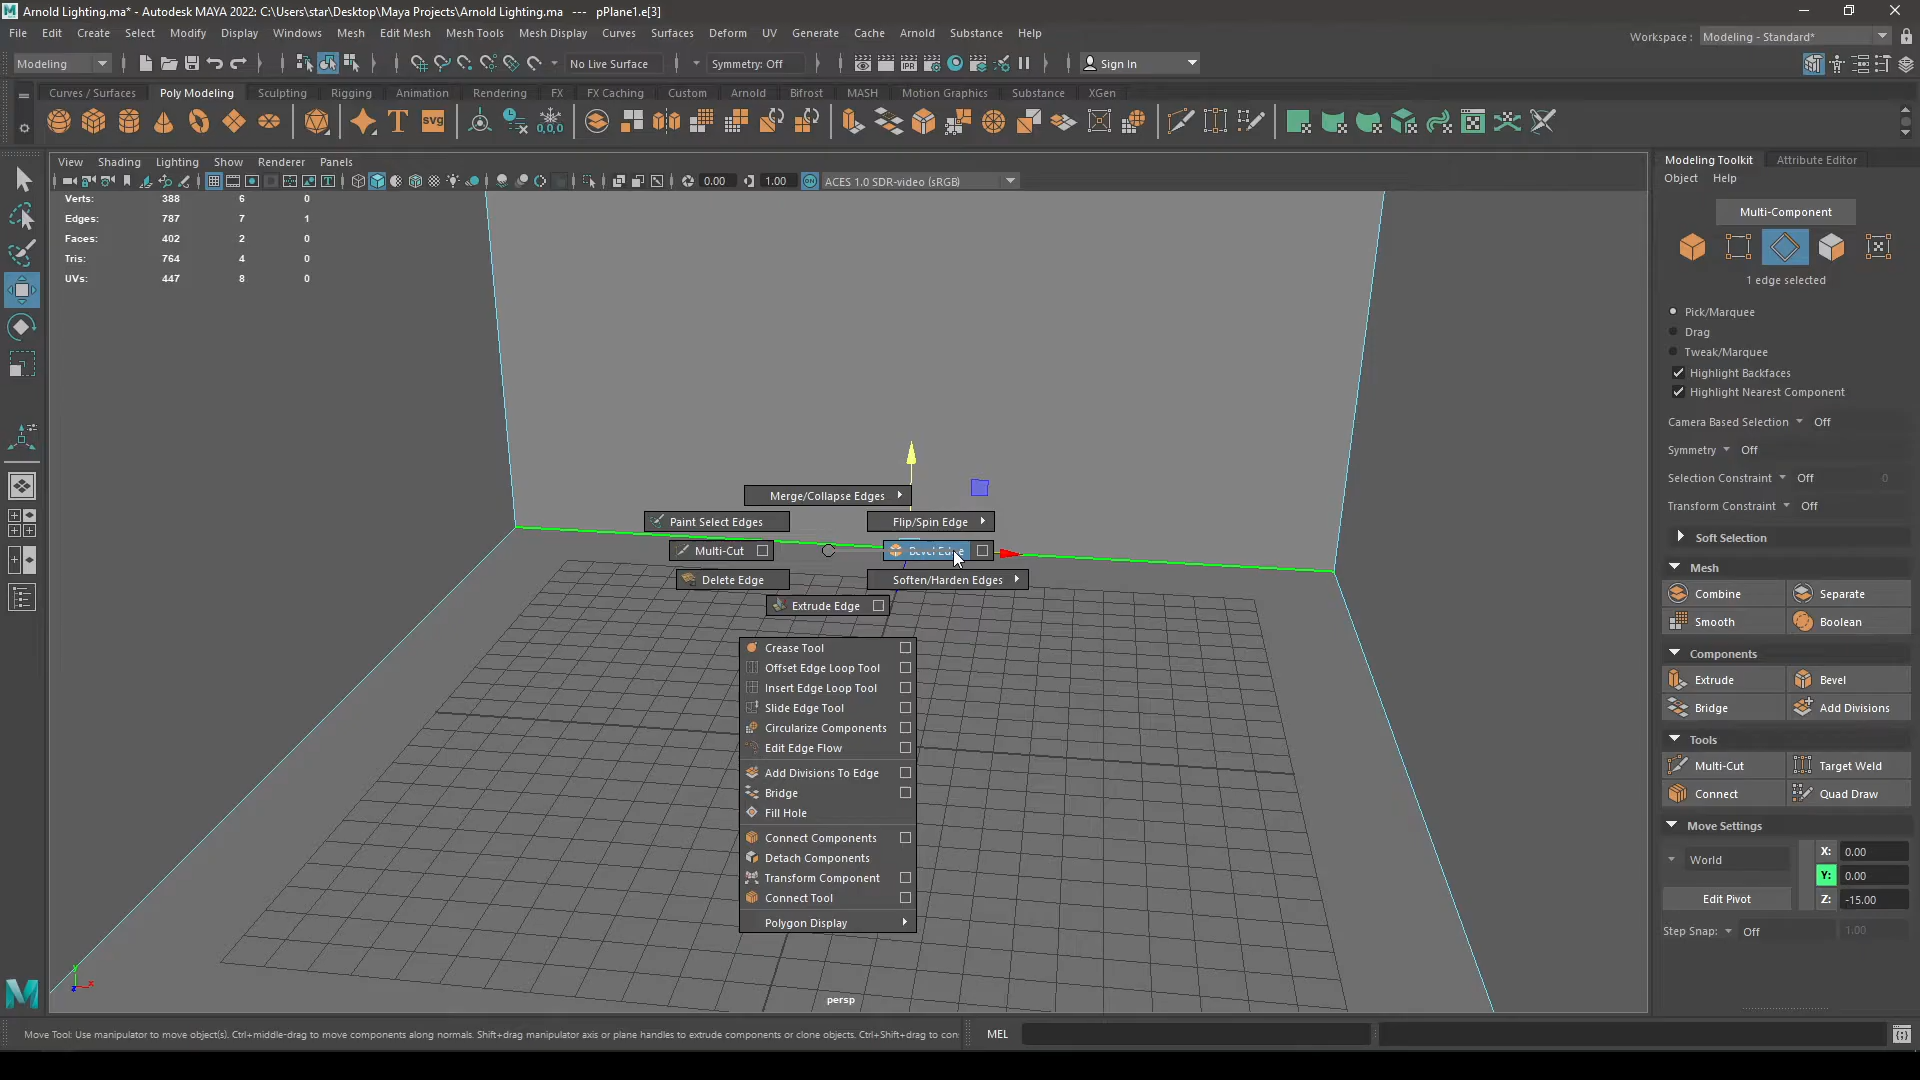 Arnold Lighting.ma* - Autodesk MAYA 2022: C:\Users\star\Desktop\Maya Projects\Arnold Lighting.ma   ---   pPlane1.e[3]
File Edit Create Select Modify Display Windows Mesh Edit Mesh Mesh Tools Mesh Display Curves Surfaces Deform UV Generate Cache Arnold Substance Help
Workspace : Modeling - Standard*
Modeling
No Live Surface
Symmetry: Off
Sign In
Curves / Surfaces Poly Modeling Sculpting Rigging Animation Rendering FX FX Caching Custom Arnold Bifrost MASH Motion Graphics Substance XGen
View Shading Lighting Show Renderer Panels
0.00 1.00 ACES 1.0 SDR-video (sRGB)
Verts: 388 6 0
Edges: 787 7 1
Faces: 402 2 0
Tris: 764 4 0
UVs: 447 8 0
Merge/Collapse Edges
Paint Select Edges
Flip/Spin Edge
Multi-Cut
Bevel Edge
Delete Edge
Soften/Harden Edges
Extrude Edge
Crease Tool
Offset Edge Loop Tool
Insert Edge Loop Tool
Slide Edge Tool
Circularize Components
Edit Edge Flow
Add Divisions To Edge
Bridge
Fill Hole
Connect Components
Detach Components
Transform Component
Connect Tool
Polygon Display
persp
Modeling Toolkit Attribute Editor
Object Help
Multi-Component
1 edge selected
Pick/Marquee
Drag
Tweak/Marquee
Highlight Backfaces
Highlight Nearest Component
Camera Based Selection Off
Symmetry Off
Selection Constraint Off 0
Transform Constraint Off
Soft Selection
Mesh
Combine Separate
Smooth Boolean
Components
Extrude Bevel
Bridge Add Divisions
Tools
Multi-Cut Target Weld
Connect Quad Draw
Move Settings
World
X: 0.00
Y: 0.00
Edit Pivot
Z: -15.00
Step Snap: Off 1.00
Move Tool: Use manipulator to move object(s). Ctrl+middle-drag to move components along normals. Shift+drag manipulator axis or plane handles to extrude components or clone objects. Ctrl+Shift+drag to con
MEL